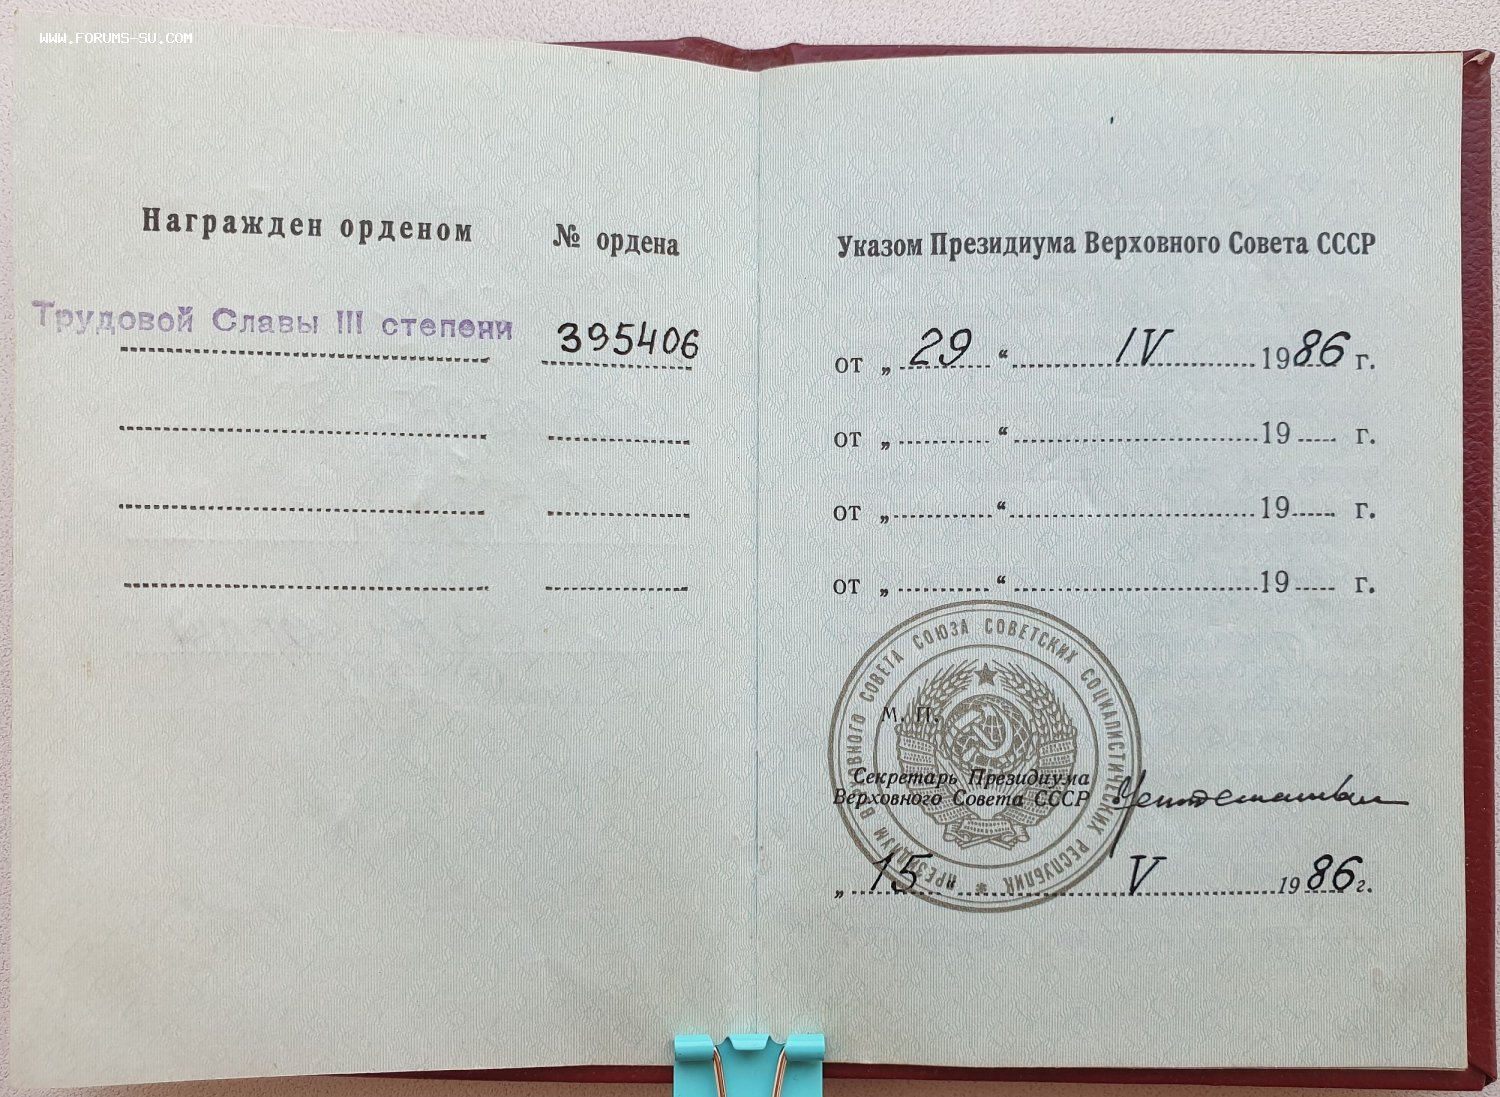 WWW.FORUMS-SU.COM
Награжден орденом № ордена
Трудовой Славы III степени 395406
Указом Президиума Верховного Совета СССР
от „ 29 “ IV 1986 г.
от „ “ 19 г.
от „ “ 19 г.
от „ “ 19 г.
ПРЕЗИДИУМ ВЕРХОВНОГО СОВЕТА СОЮЗА СОВЕТСКИХ СОЦИАЛИСТИЧЕСКИХ РЕСПУБЛИК
М. П.
Секретарь Президиума
Верховного Совета СССР
„ 15 V 1986 г.